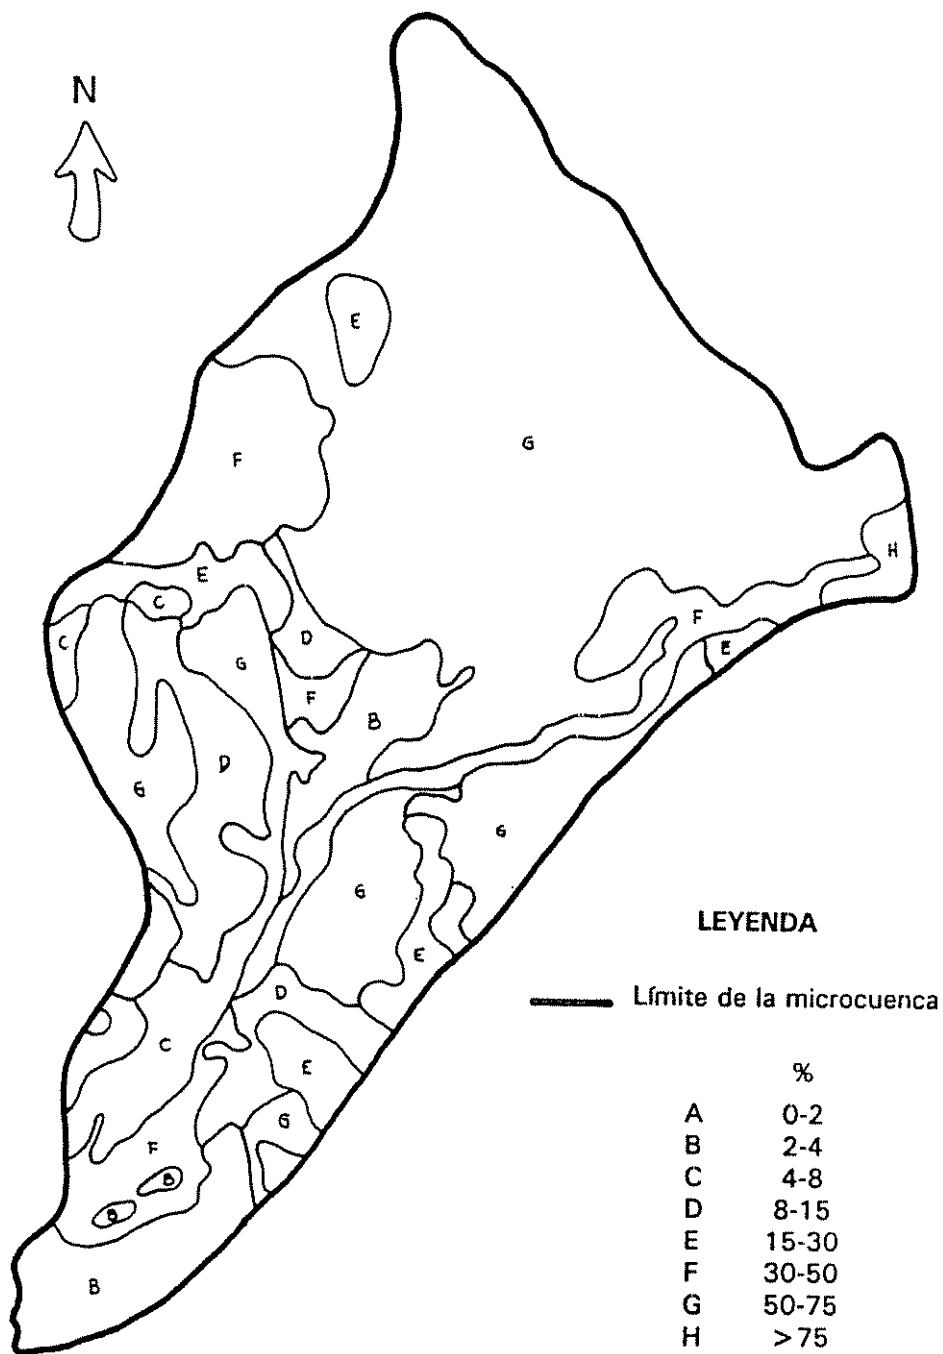 N
E
G
F
H
E
C
F
C
D
E
G
F
B
D
G
G
G
E
D
C
E
G
F
B
B
B
LEYENDA
Límite de la microcuenca
%
A 0-2
B 2-4
C 4-8
D 8-15
E 15-30
F 30-50
G 50-75
H >75